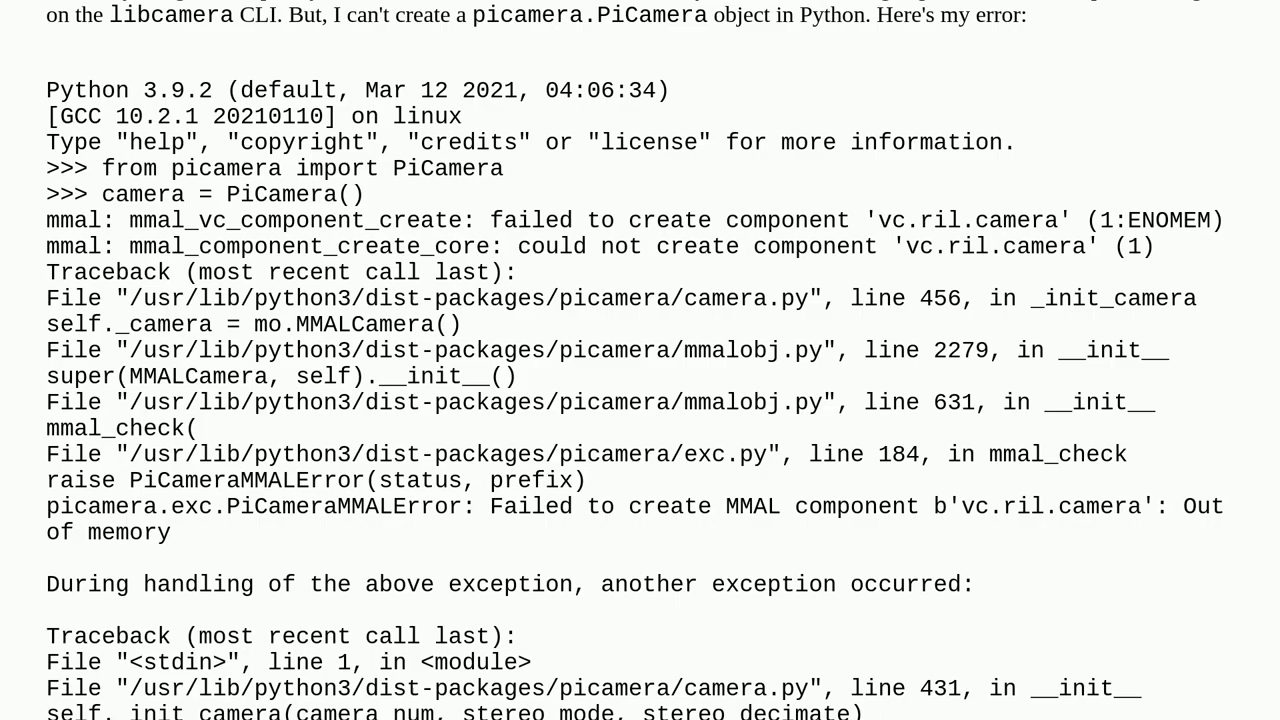 on the libcamera CLI. But, I can't create a picamera.PiCamera object in Python. Here's my error:
Python 3.9.2 (default, Mar 12 2021, 04:06:34)
[GCC 10.2.1 20210110] on linux
Type "help", "copyright", "credits" or "license" for more information.
>>> from picamera import PiCamera
>>> camera = PiCamera()
mmal: mmal_vc_component_create: failed to create component 'vc.ril.camera' (1:ENOMEM)
mmal: mmal_component_create_core: could not create component 'vc.ril.camera' (1)
Traceback (most recent call last):
File "/usr/lib/python3/dist-packages/picamera/camera.py", line 456, in _init_camera
self._camera = mo.MMALCamera()
File "/usr/lib/python3/dist-packages/picamera/mmalobj.py", line 2279, in __init__
super(MMALCamera, self).__init__()
File "/usr/lib/python3/dist-packages/picamera/mmalobj.py", line 631, in __init__
mmal_check(
File "/usr/lib/python3/dist-packages/picamera/exc.py", line 184, in mmal_check
raise PiCameraMMALError(status, prefix)
picamera.exc.PiCameraMMALError: Failed to create MMAL component b'vc.ril.camera': Out
of memory
During handling of the above exception, another exception occurred:
Traceback (most recent call last):
File "<stdin>", line 1, in <module>
File "/usr/lib/python3/dist-packages/picamera/camera.py", line 431, in __init__
self._init_camera(camera_num, stereo_mode, stereo_decimate)